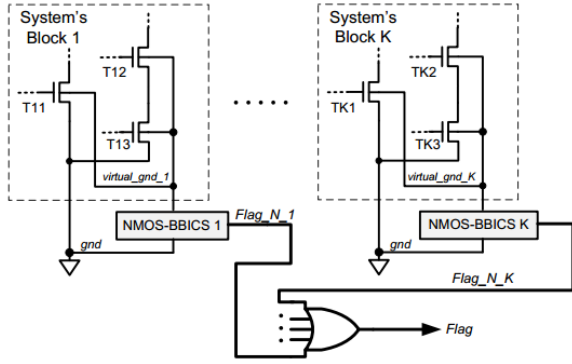 System's
Block 1
T12
T11
T13
virtual_gnd_1
NMOS-BBICS 1
Flag_N_1
gnd
System's
Block K
TK2
TK1
TK3
virtual_gnd_K
NMOS-BBICS K
gnd
Flag_N_K
Flag